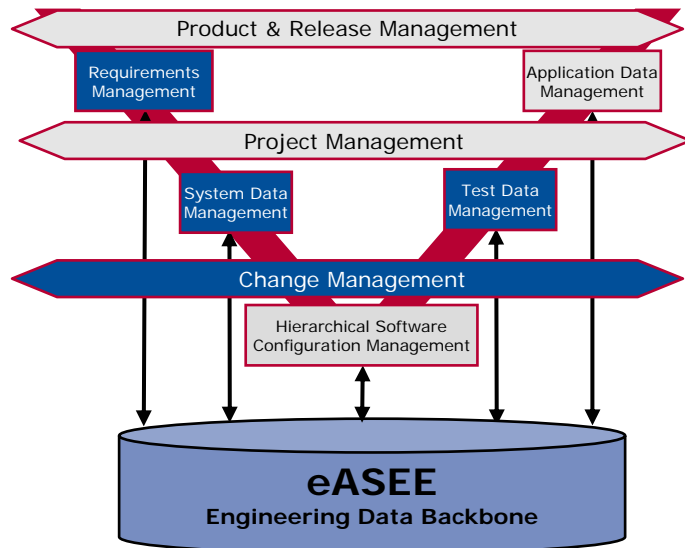 Product & Release Management
Requirements
Management
Application Data
Management
Project Management
System Data
Management
Test Data
Management
Change Management
Hierarchical Software
Configuration Management
eASEE
Engineering Data Backbone